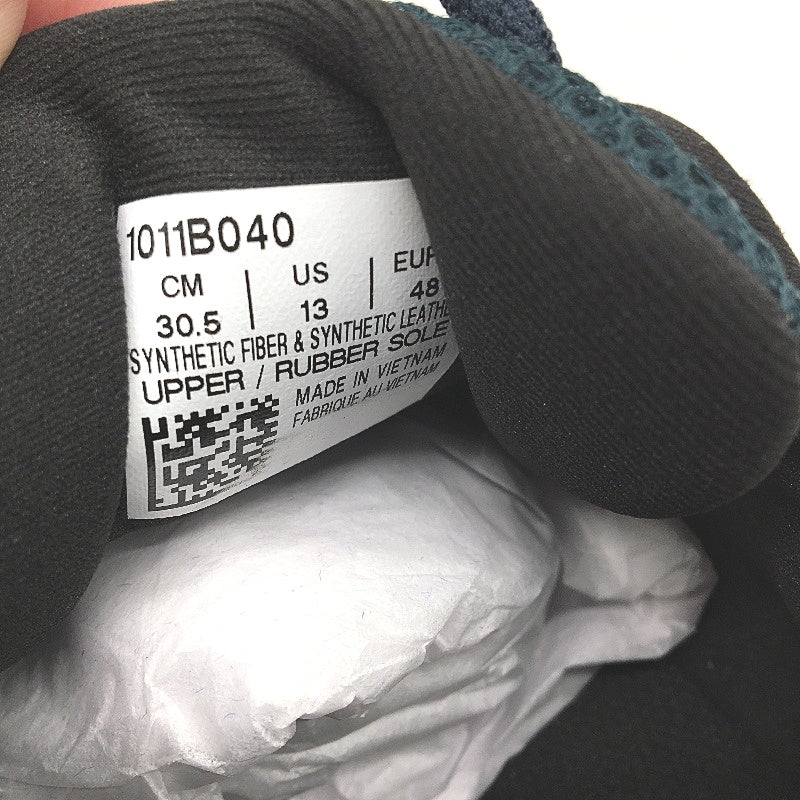 1011B040
CM | US | EUR
30.5 | 13 | 48
SYNTHETIC FIBER & SYNTHETIC
UPPER / RUBBER SOLE
MADE IN VIETNAM
FABRIQUE AU VIETNAM